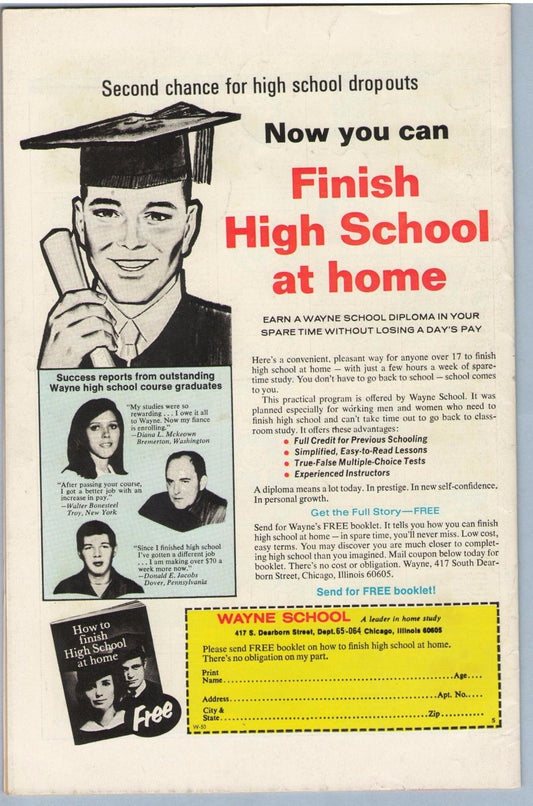 Second chance for high school dropouts
Now you can
Finish
High School
at home
EARN A WAYNE SCHOOL DIPLOMA IN YOUR
SPARE TIME WITHOUT LOSING A DAY'S PAY
Here's a convenient, pleasant way for anyone over 17 to finish
high school at home — with just a few hours a week of spare-
time study. You don't have to go back to school — school comes
to you.
This practical program is offered by Wayne School. It was
planned especially for working men and women who need to
finish high school and can't take time out to go back to class-
room study. It offers these advantages:
● Full Credit for Previous Schooling
● Simplified, Easy-to-Read Lessons
● True-False Multiple-Choice Tests
● Experienced Instructors
A diploma means a lot today. In prestige. In new self-confidence.
In personal growth.
Get the Full Story—FREE
Send for Wayne's FREE booklet. It tells you how you can finish
high school at home — in spare time, you'll never miss. Low cost,
easy terms. You may discover you are much closer to complet-
ing high school than you imagined. Mail coupon below today for
booklet. There's no cost or obligation. Wayne, 417 South Dear-
born Street, Chicago, Illinois 60605.
Send for FREE booklet!
Success reports from outstanding
Wayne high school course graduates
"My studies were so
rewarding . . . I owe it all
to Wayne. Now my fiance
is enrolling."
—Diana L. Mckeown
Bremerton, Washington
"After passing your course,
I got a better job with an
increase in pay."
—Walter Bonesteel
Troy, New York
"Since I finished high school
I've gotten a different job
. . . I am making over $70 a
week more now."
—Donald E. Jacobs
Dover, Pennsylvania
How to
finish
High School
at home
Free
WAYNE SCHOOL A leader in home study
417 S. Dearborn Street, Dept. 65-064 Chicago, Illinois 60605
Please send FREE booklet on how to finish high school at home.
There's no obligation on my part.
Print
Name Age
Address Apt. No.
City &
State Zip
W-50 5